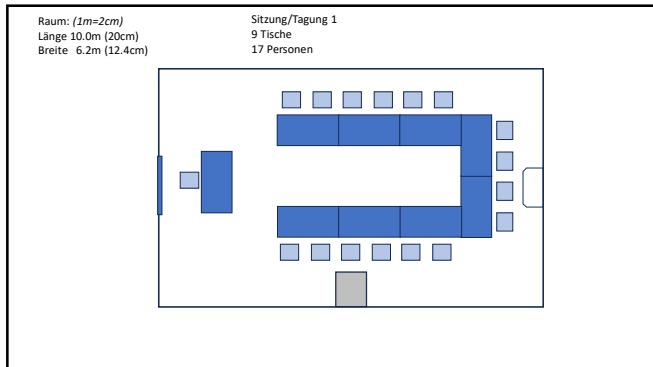 Raum: (1m=2cm)
Länge 10.0m (20cm)
Breite 6.2m (12.4cm)
Sitzung/Tagung 1
9 Tische
17 Personen